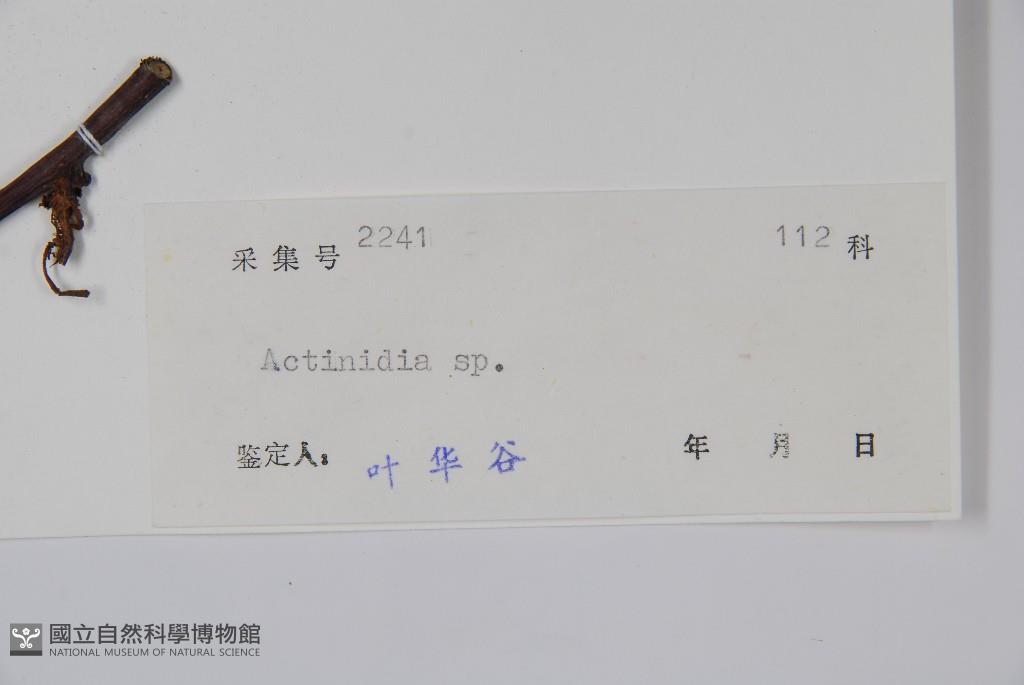 采集号 2241 112 科
Actinidia sp.
鉴定人: 叶华谷 年 月 日
國立自然科學博物館
NATIONAL MUSEUM OF NATURAL SCIENCE